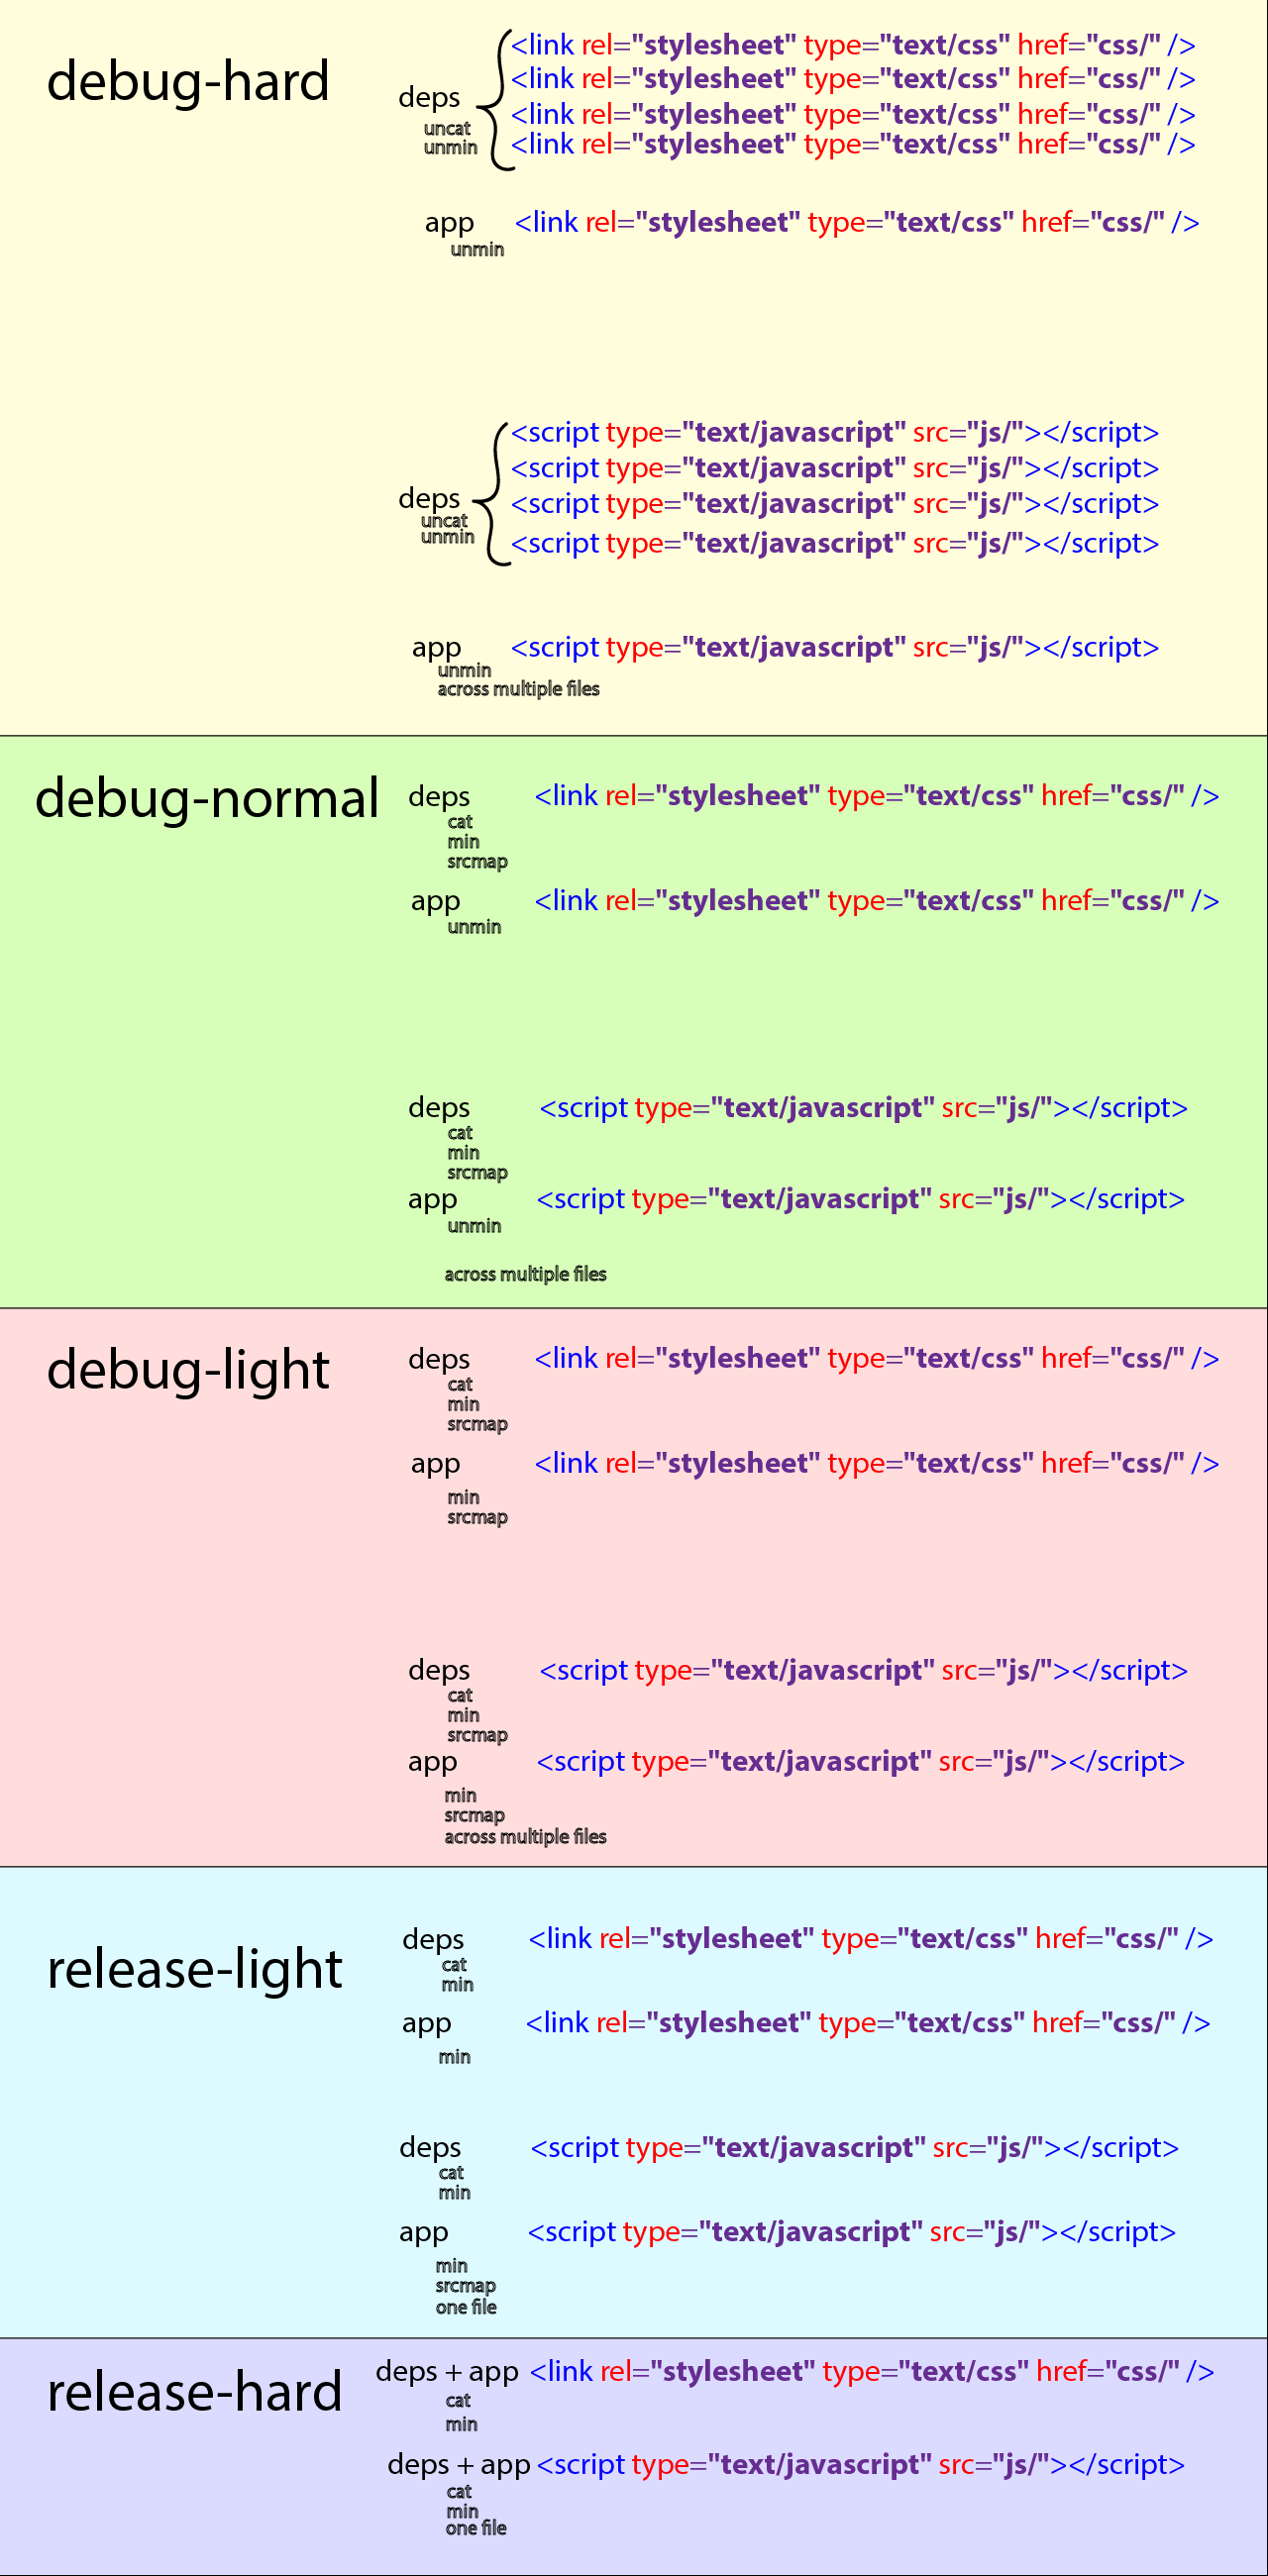 debug-hard
deps
uncat
unmin
<link rel="stylesheet" type="text/css" href="css/" />
<link rel="stylesheet" type="text/css" href="css/" />
<link rel="stylesheet" type="text/css" href="css/" />
<link rel="stylesheet" type="text/css" href="css/" />
app <link rel="stylesheet" type="text/css" href="css/" />
unmin
deps
uncat
unmin
<script type="text/javascript" src="js/"></script>
<script type="text/javascript" src="js/"></script>
<script type="text/javascript" src="js/"></script>
<script type="text/javascript" src="js/"></script>
app <script type="text/javascript" src="js/"></script>
unmin
across multiple files
debug-normal
deps <link rel="stylesheet" type="text/css" href="css/" />
cat
min
srcmap
app <link rel="stylesheet" type="text/css" href="css/" />
unmin
deps <script type="text/javascript" src="js/"></script>
cat
min
srcmap
app <script type="text/javascript" src="js/"></script>
unmin
across multiple files
debug-light
deps <link rel="stylesheet" type="text/css" href="css/" />
cat
min
srcmap
app <link rel="stylesheet" type="text/css" href="css/" />
min
srcmap
deps <script type="text/javascript" src="js/"></script>
cat
min
srcmap
app <script type="text/javascript" src="js/"></script>
min
srcmap
across multiple files
release-light
deps <link rel="stylesheet" type="text/css" href="css/" />
cat
min
app <link rel="stylesheet" type="text/css" href="css/" />
min
deps <script type="text/javascript" src="js/"></script>
cat
min
app <script type="text/javascript" src="js/"></script>
min
srcmap
one file
release-hard
deps + app <link rel="stylesheet" type="text/css" href="css/" />
cat
min
deps + app <script type="text/javascript" src="js/"></script>
cat
min
one file